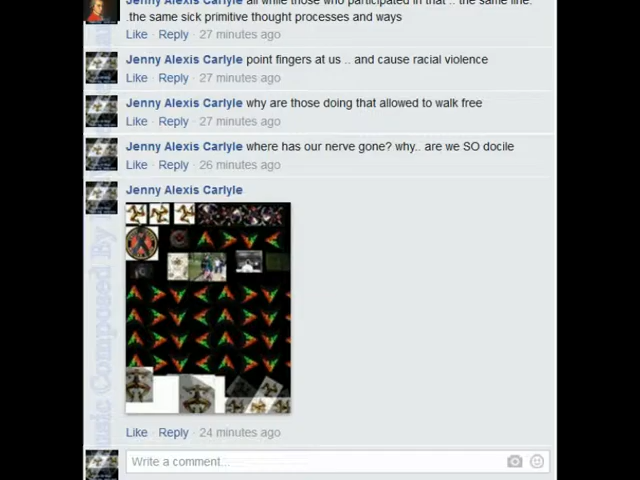 Jenny Alexis Carlyle all while those who participated in that .. the same line.
.the same sick primitive thought processes and ways
Like · Reply · 27 minutes ago
Jenny Alexis Carlyle point fingers at us .. and cause racial violence
Like · Reply · 27 minutes ago
Jenny Alexis Carlyle why are those doing that allowed to walk free
Like · Reply · 27 minutes ago
Jenny Alexis Carlyle where has our nerve gone? why.. are we SO docile
Like · Reply · 26 minutes ago
Jenny Alexis Carlyle
Like · Reply · 24 minutes ago
Write a comment...
Music Composed By